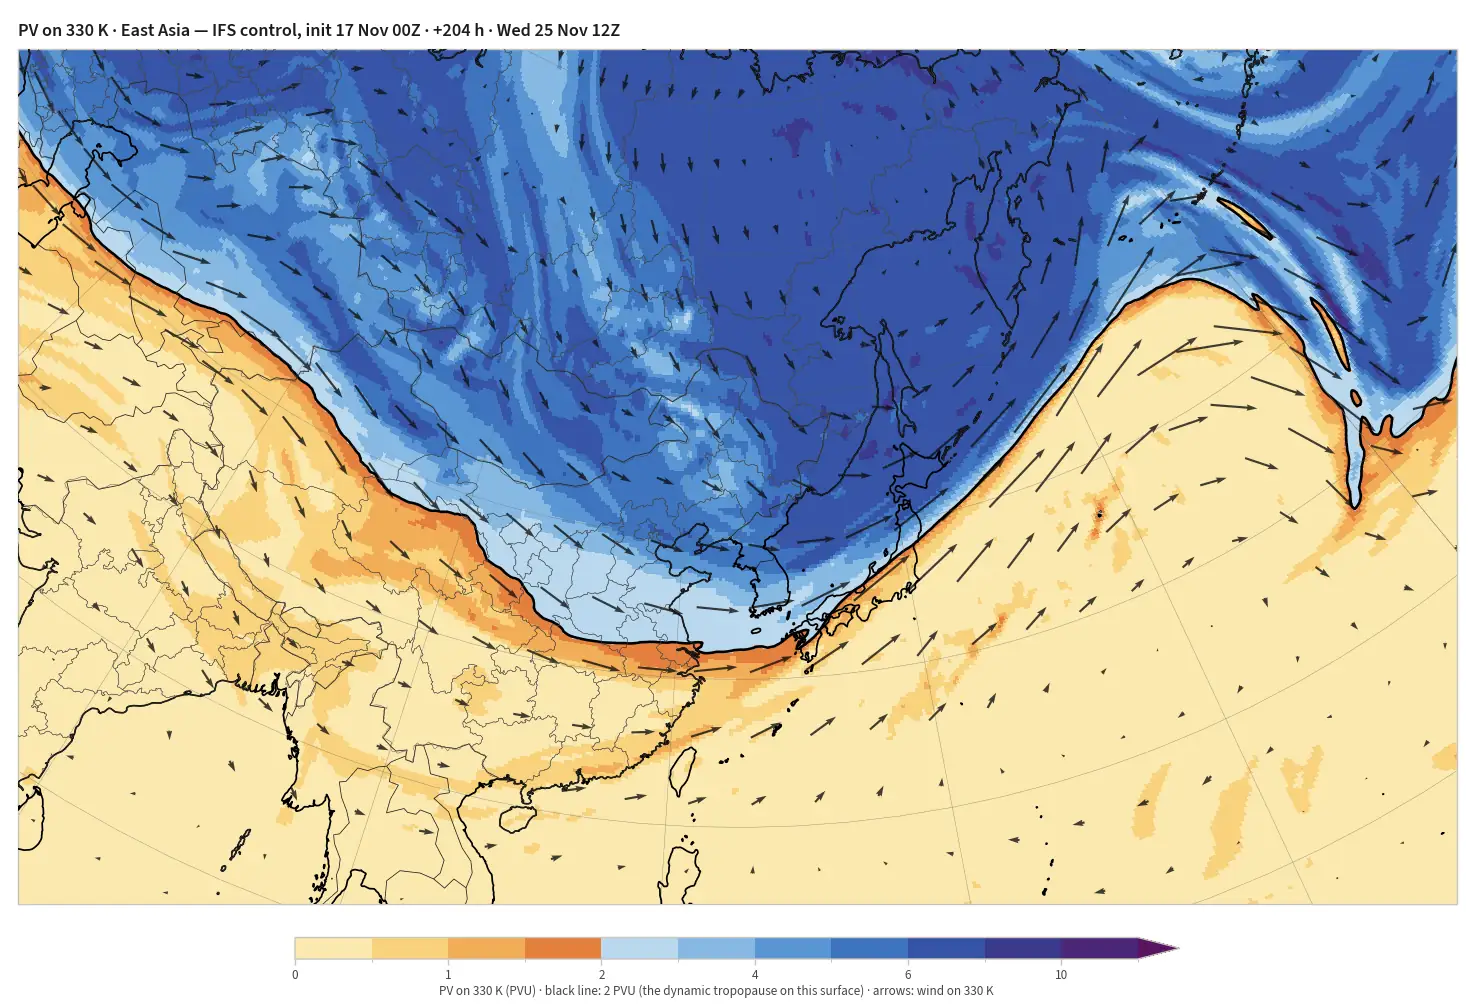 PV on 330 K · East Asia — IFS control, init 17 Nov 00Z · +204 h · Wed 25 Nov 12Z
0 1 2 4 6 10
PV on 330 K (PVU) · black line: 2 PVU (the dynamic tropopause on this surface) · arrows: wind on 330 K